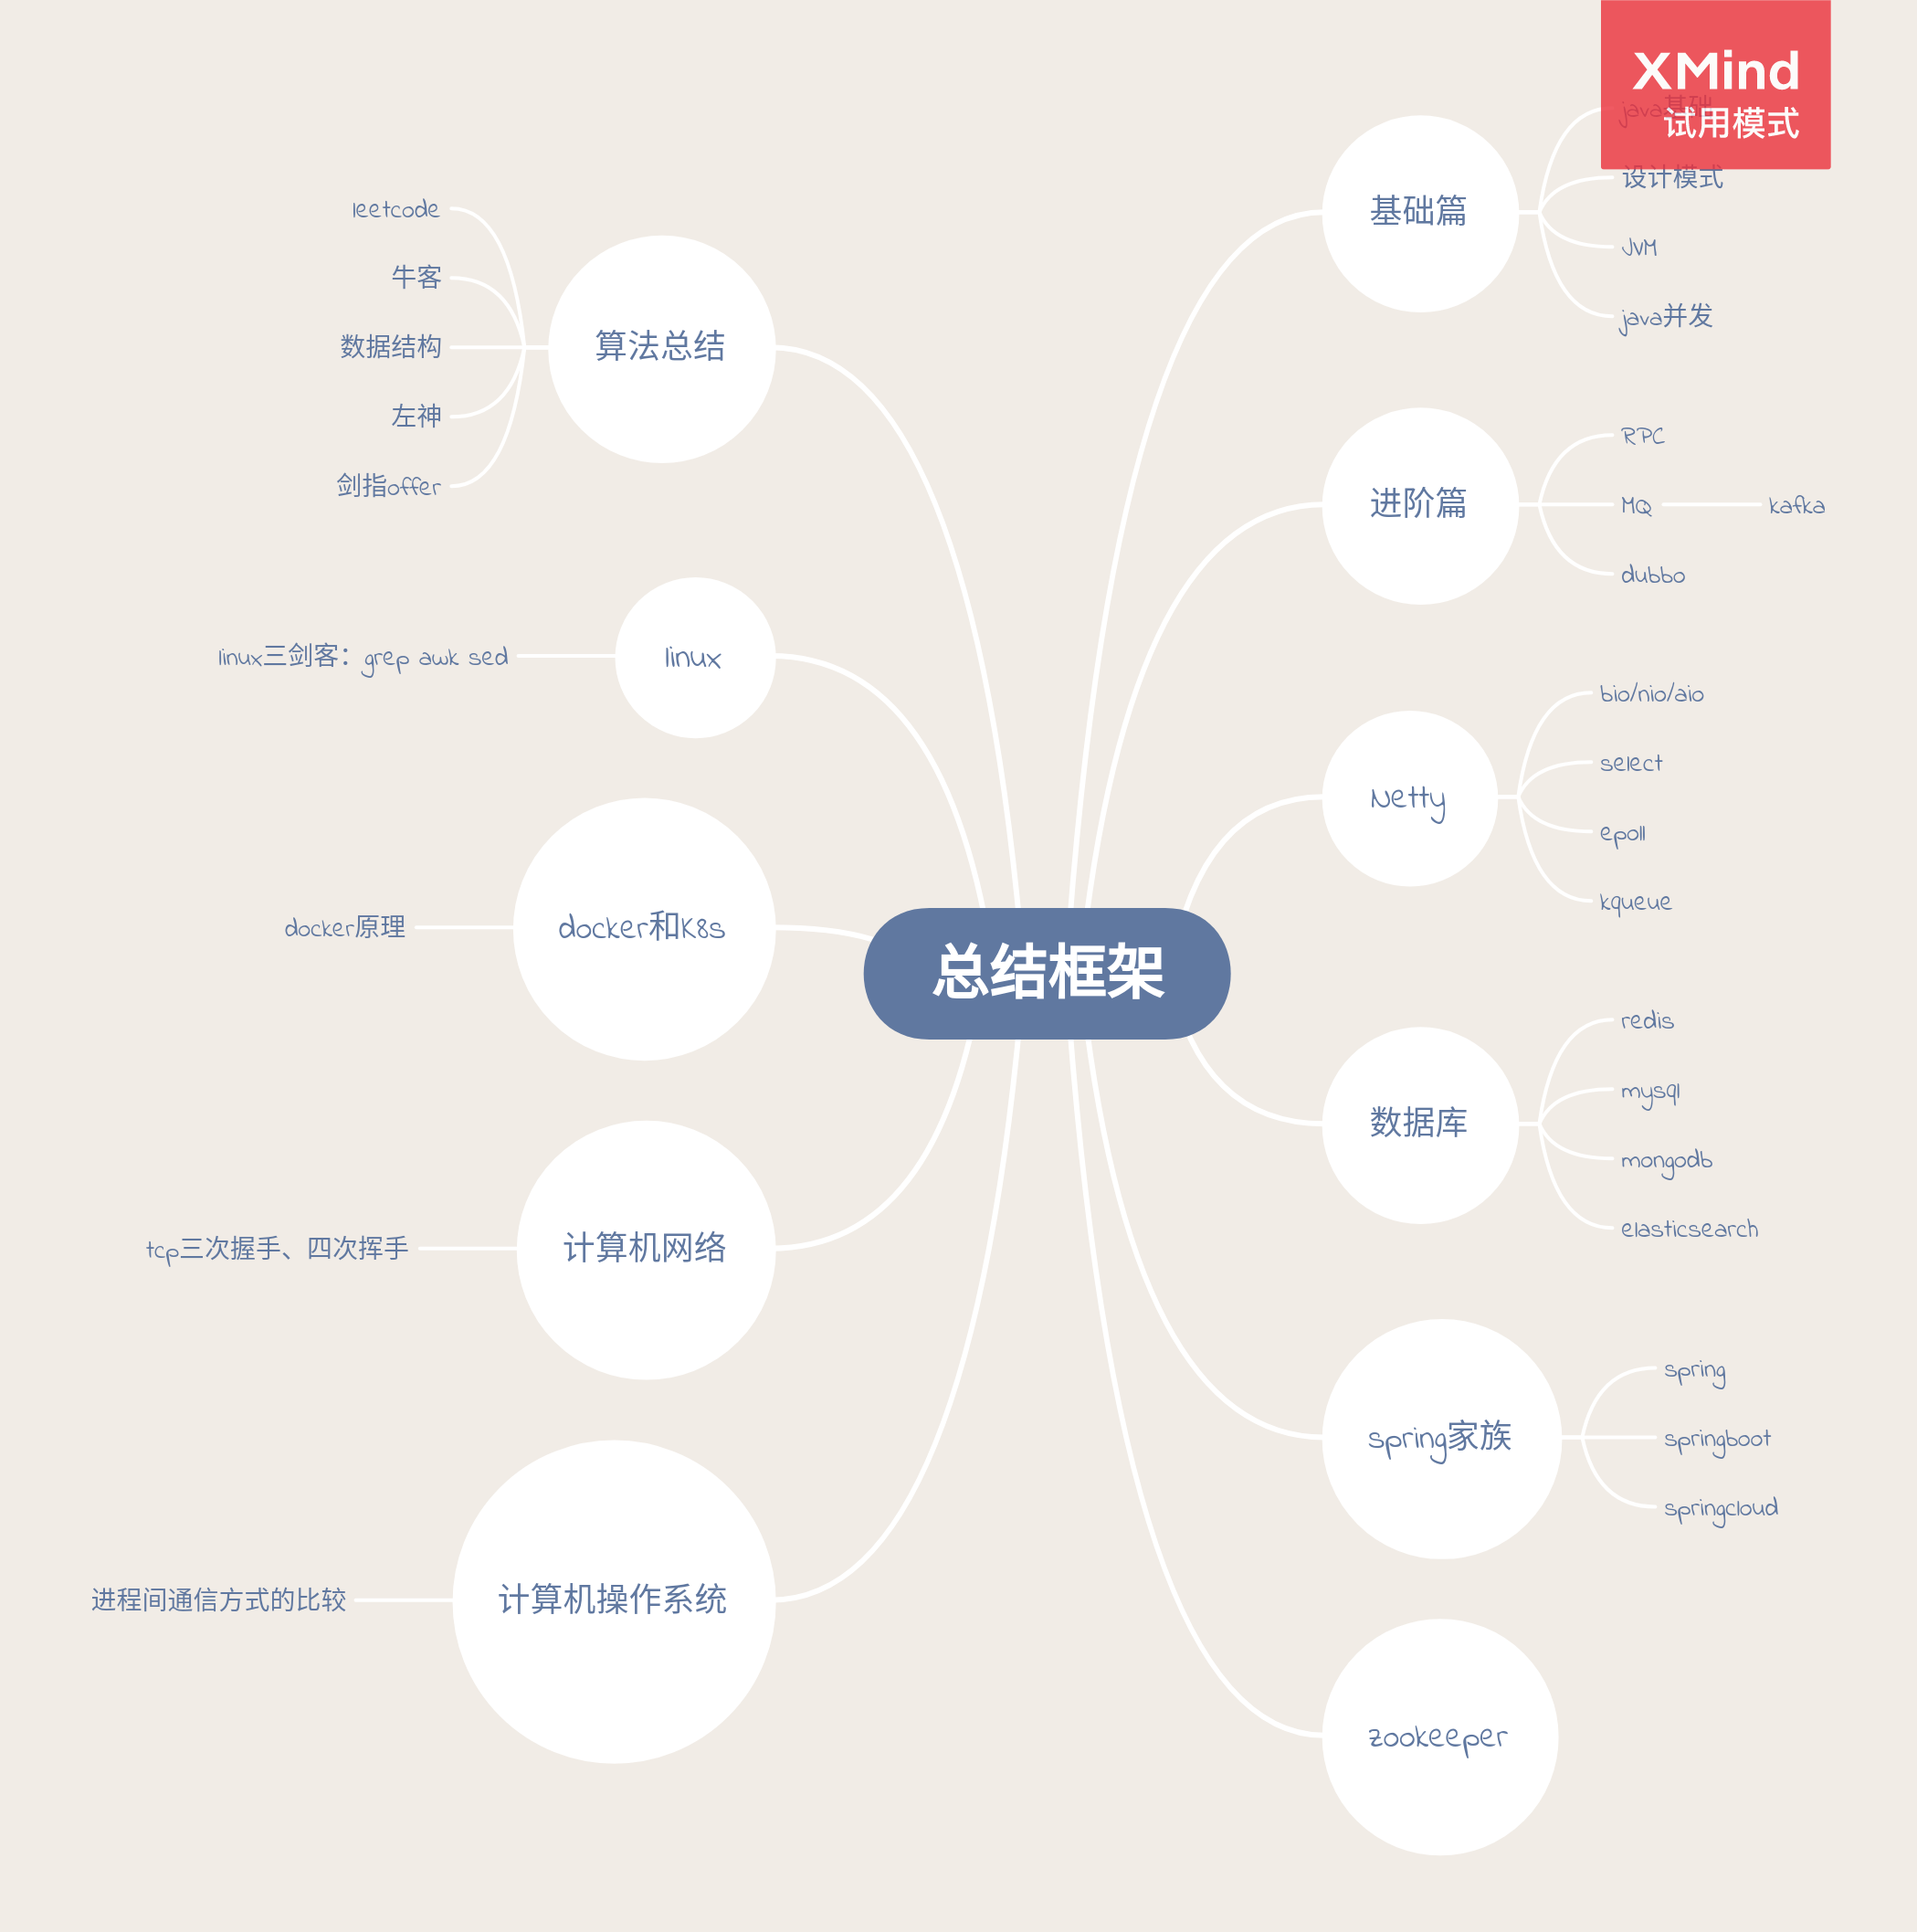 XMind
试用模式
总结框架
基础篇
java基础
设计模式
JVM
java并发
进阶篇
RPC
MQ
kafka
dubbo
Netty
bio/nio/aio
select
epoll
kqueue
数据库
redis
mysql
mongodb
elasticsearch
spring家族
spring
springboot
springcloud
zookeeper
算法总结
leetcode
牛客
数据结构
左神
剑指offer
linux
linux三剑客：grep awk sed
docker和K8s
docker原理
计算机网络
tcp三次握手、四次挥手
计算机操作系统
进程间通信方式的比较